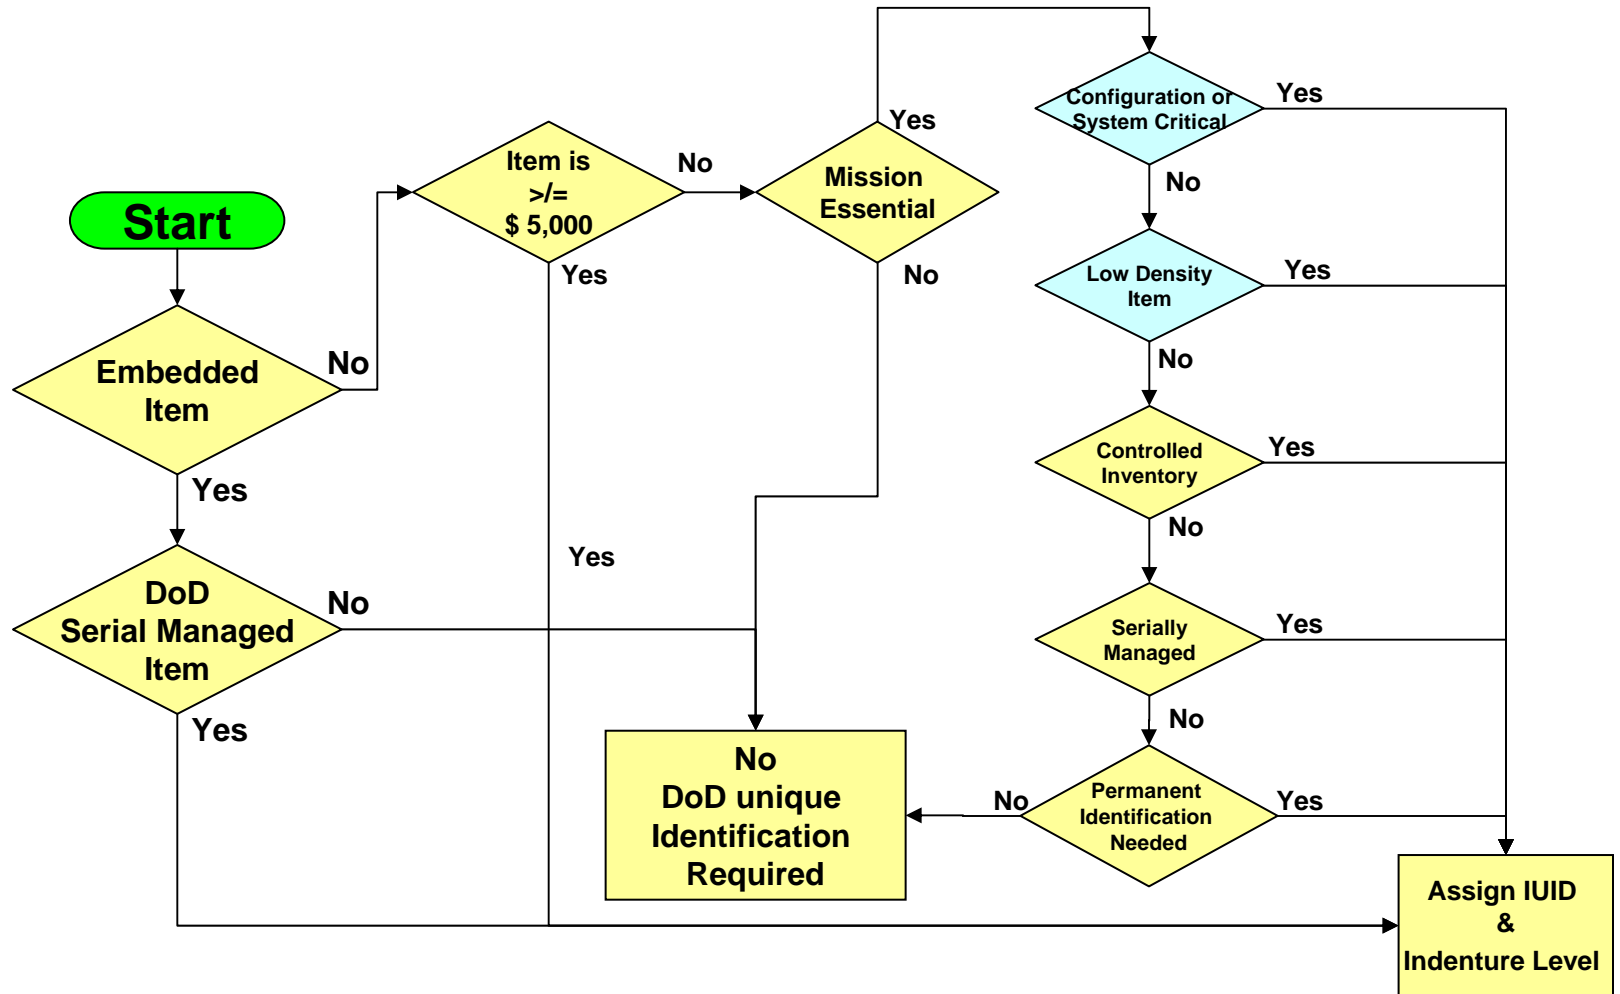 Start
Embedded
Item
No
Yes
DoD
Serial Managed
Item
No
Yes
Item is
>/=
$ 5,000
No
Yes
Yes
Mission
Essential
Yes
No
Configuration or
System Critical
Yes
No
Low Density
Item
Yes
No
Controlled
Inventory
Yes
No
Serially
Managed
Yes
No
Permanent
Identification
Needed
No
Yes
No
DoD unique
Identification
Required
Assign IUID
&
Indenture Level